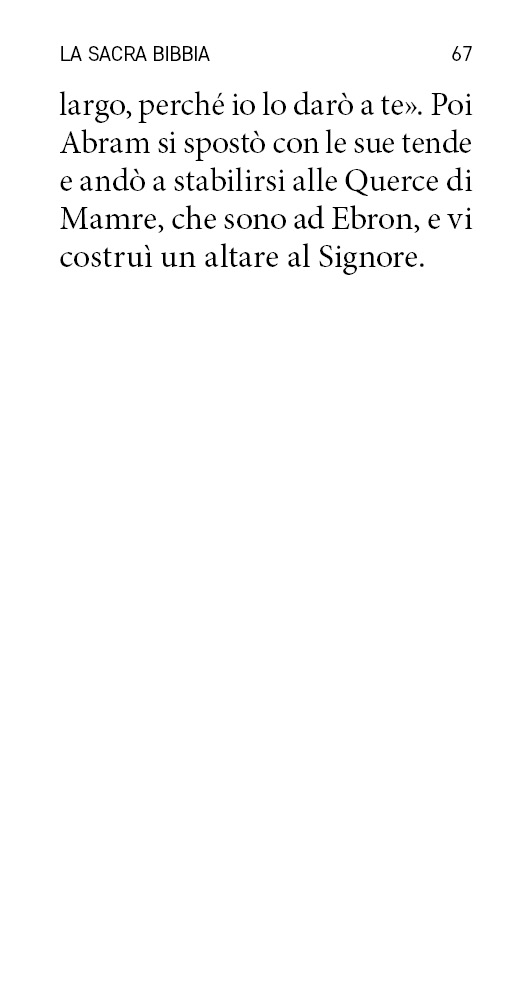 LA SACRA BIBBIA 67
largo, perché io lo darò a te». Poi
Abram si spostò con le sue tende
e andò a stabilirsi alle Querce di
Mamre, che sono ad Ebron, e vi
costruì un altare al Signore.